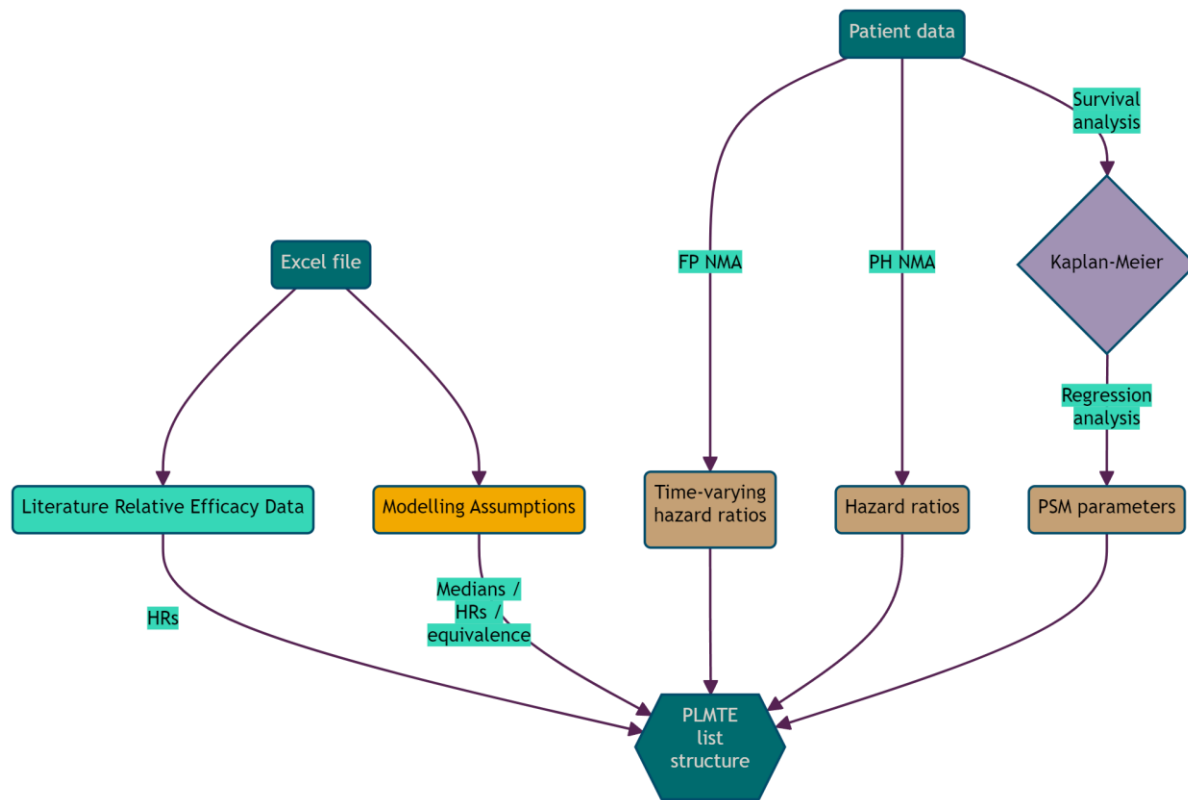 Patient data
Survival
analysis
Excel file
FP NMA
PH NMA
Kaplan-Meier
Regression
analysis
Literature Relative Efficacy Data
Modelling Assumptions
Time-varying
hazard ratios
Hazard ratios
PSM parameters
HRs
Medians /
HRs /
equivalence
PLMTE
list
structure